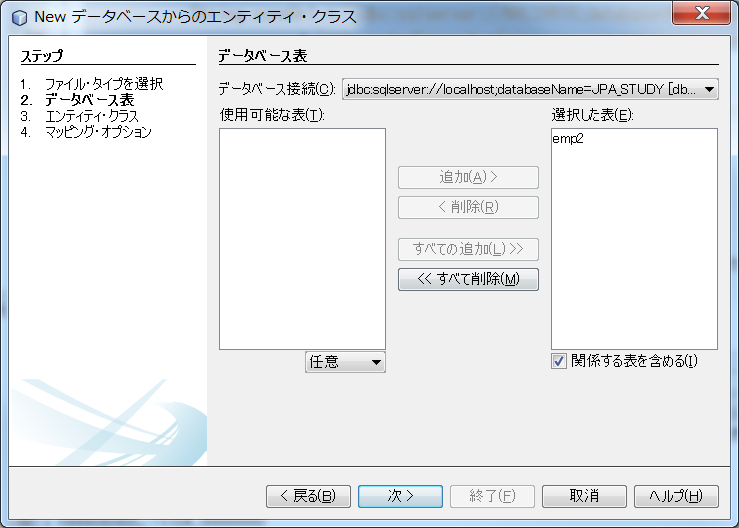 New データベースからのエンティティ・クラス
ステップ
1. ファイル・タイプを選択
2. データベース表
3. エンティティ・クラス
4. マッピング・オプション
データベース表
データベース接続(C): jdbc:sqlserver://localhost;databaseName=JPA_STUDY [db...
使用可能な表(T):
選択した表(E):
emp2
追加(A) >
< 削除(R)
すべての追加(L) >>
<< すべて削除(M)
任意
関係する表を含める(I)
< 戻る(B)
次 >
終了(F)
取消
ヘルプ(H)